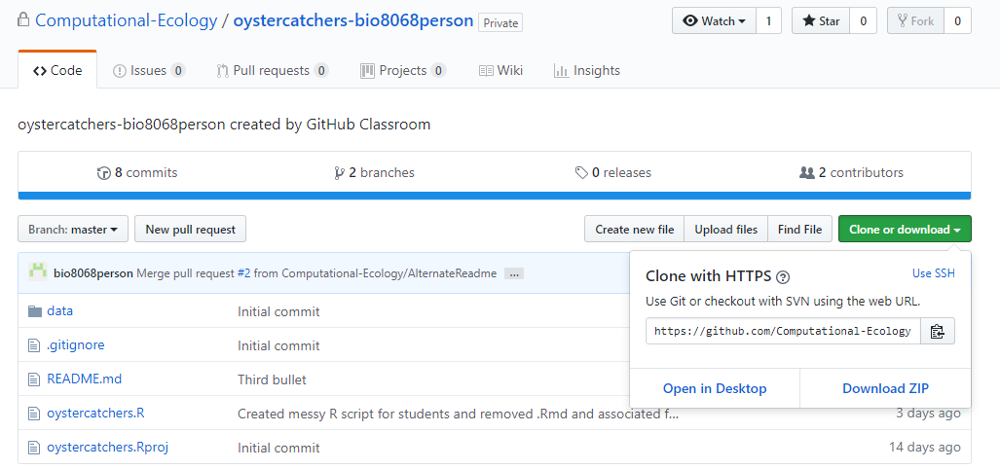 Computational-Ecology / oystercatchers-bio8068person Private
Watch 1 Star 0 Fork 0
Code Issues 0 Pull requests 0 Projects 0 Wiki Insights
oystercatchers-bio8068person created by GitHub Classroom
8 commits 2 branches 0 releases 2 contributors
Branch: master New pull request Create new file Upload files Find File Clone or download
bio8068person Merge pull request #2 from Computational-Ecology/AlternateReadme ...
Clone with HTTPS ? Use SSH
Use Git or checkout with SVN using the web URL.
https://github.com/Computational-Ecology
Open in Desktop Download ZIP
data Initial commit
.gitignore Initial commit
README.md Third bullet
oystercatchers.R Created messy R script for students and removed .Rmd and associated f... 3 days ago
oystercatchers.Rproj Initial commit 14 days ago